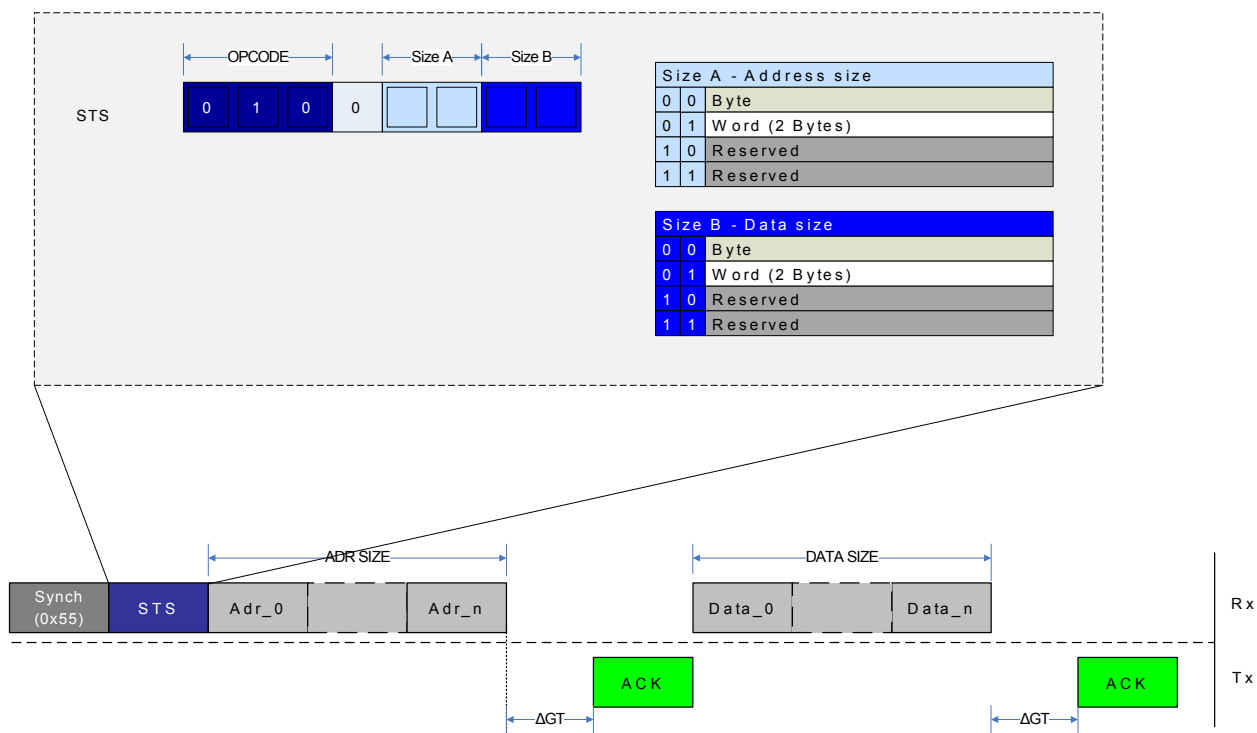 OPCODE Size A Size B
STS 0 1 0 0
Size A - Address size
0 0 Byte
0 1 Word (2 Bytes)
1 0 Reserved
1 1 Reserved
Size B - Data size
0 0 Byte
0 1 Word (2 Bytes)
1 0 Reserved
1 1 Reserved
ADR SIZE DATA SIZE
Synch
(0x55) STS Adr_0 Adr_n Data_0 Data_n Rx
ACK ACK Tx
ΔGT ΔGT